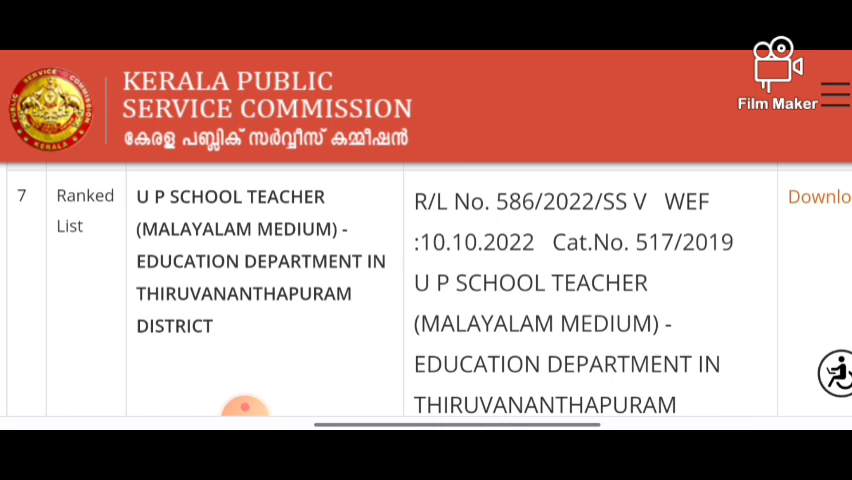 KERALA PUBLIC
SERVICE COMMISSION
കേരള പബ്ലിക് സർവ്വീസ് കമ്മീഷൻ
Film Maker
7
Ranked
List
U P SCHOOL TEACHER
(MALAYALAM MEDIUM) -
EDUCATION DEPARTMENT IN
THIRUVANANTHAPURAM
DISTRICT
R/L No. 586/2022/SS V WEF
:10.10.2022 Cat.No. 517/2019
U P SCHOOL TEACHER
(MALAYALAM MEDIUM) -
EDUCATION DEPARTMENT IN
THIRUVANANTHAPURAM
Downlo